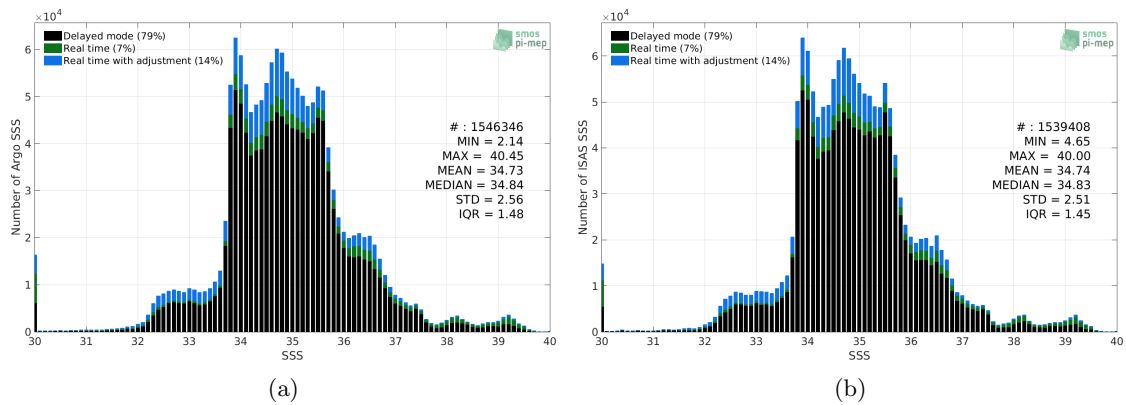 ×10⁴
Delayed mode (79%)
Real time (7%)
Real time with adjustment (14%)
smos
pi-mep
# : 1546346
MIN = 2.14
MAX = 40.45
MEAN = 34.73
MEDIAN = 34.84
STD = 2.56
IQR = 1.48
Number of Argo SSS
6
5
4
3
2
1
0
30 31 32 33 34 35 36 37 38 39 40
SSS
(a)
×10⁴
Delayed mode (79%)
Real time (7%)
Real time with adjustment (14%)
smos
pi-mep
# : 1539408
MIN = 4.65
MAX = 40.00
MEAN = 34.74
MEDIAN = 34.83
STD = 2.51
IQR = 1.45
Number of ISAS SSS
6
5
4
3
2
1
0
30 31 32 33 34 35 36 37 38 39 40
SSS
(b)